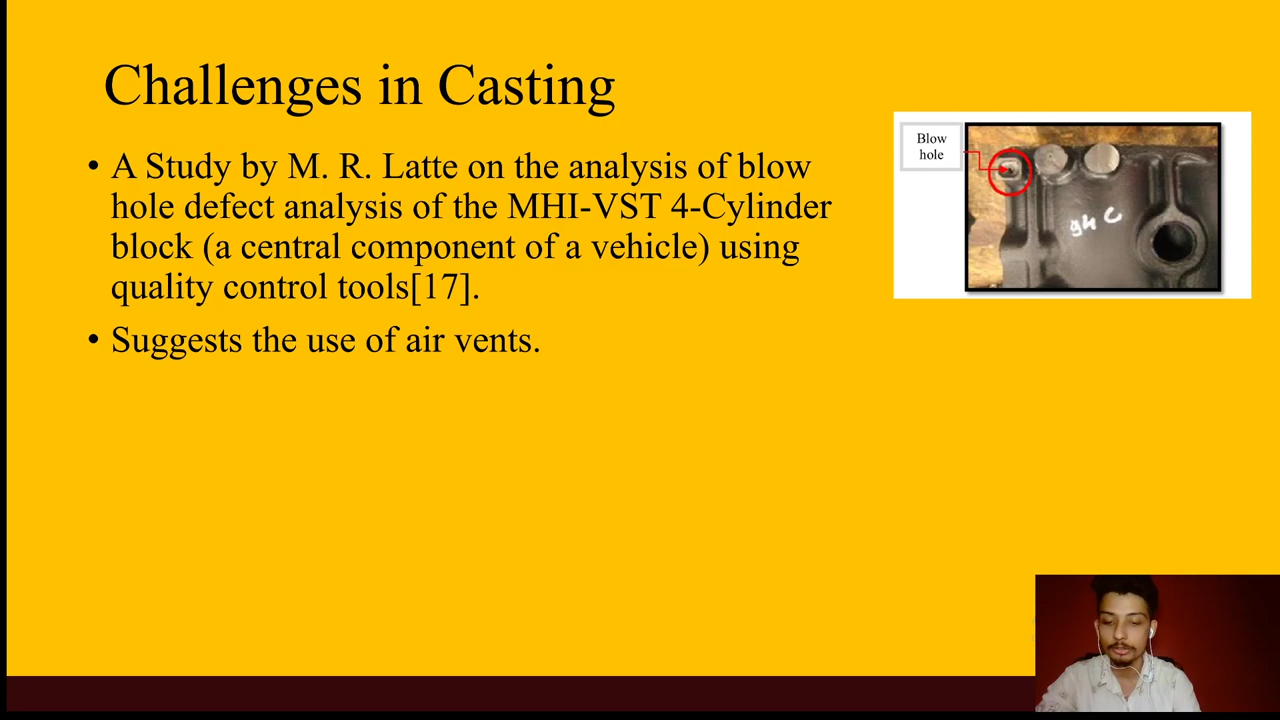 Challenges in Casting
• A Study by M. R. Latte on the analysis of blow
hole defect analysis of the MHI-VST 4-Cylinder
block (a central component of a vehicle) using
quality control tools[17].
• Suggests the use of air vents.
Blow
hole
94 C